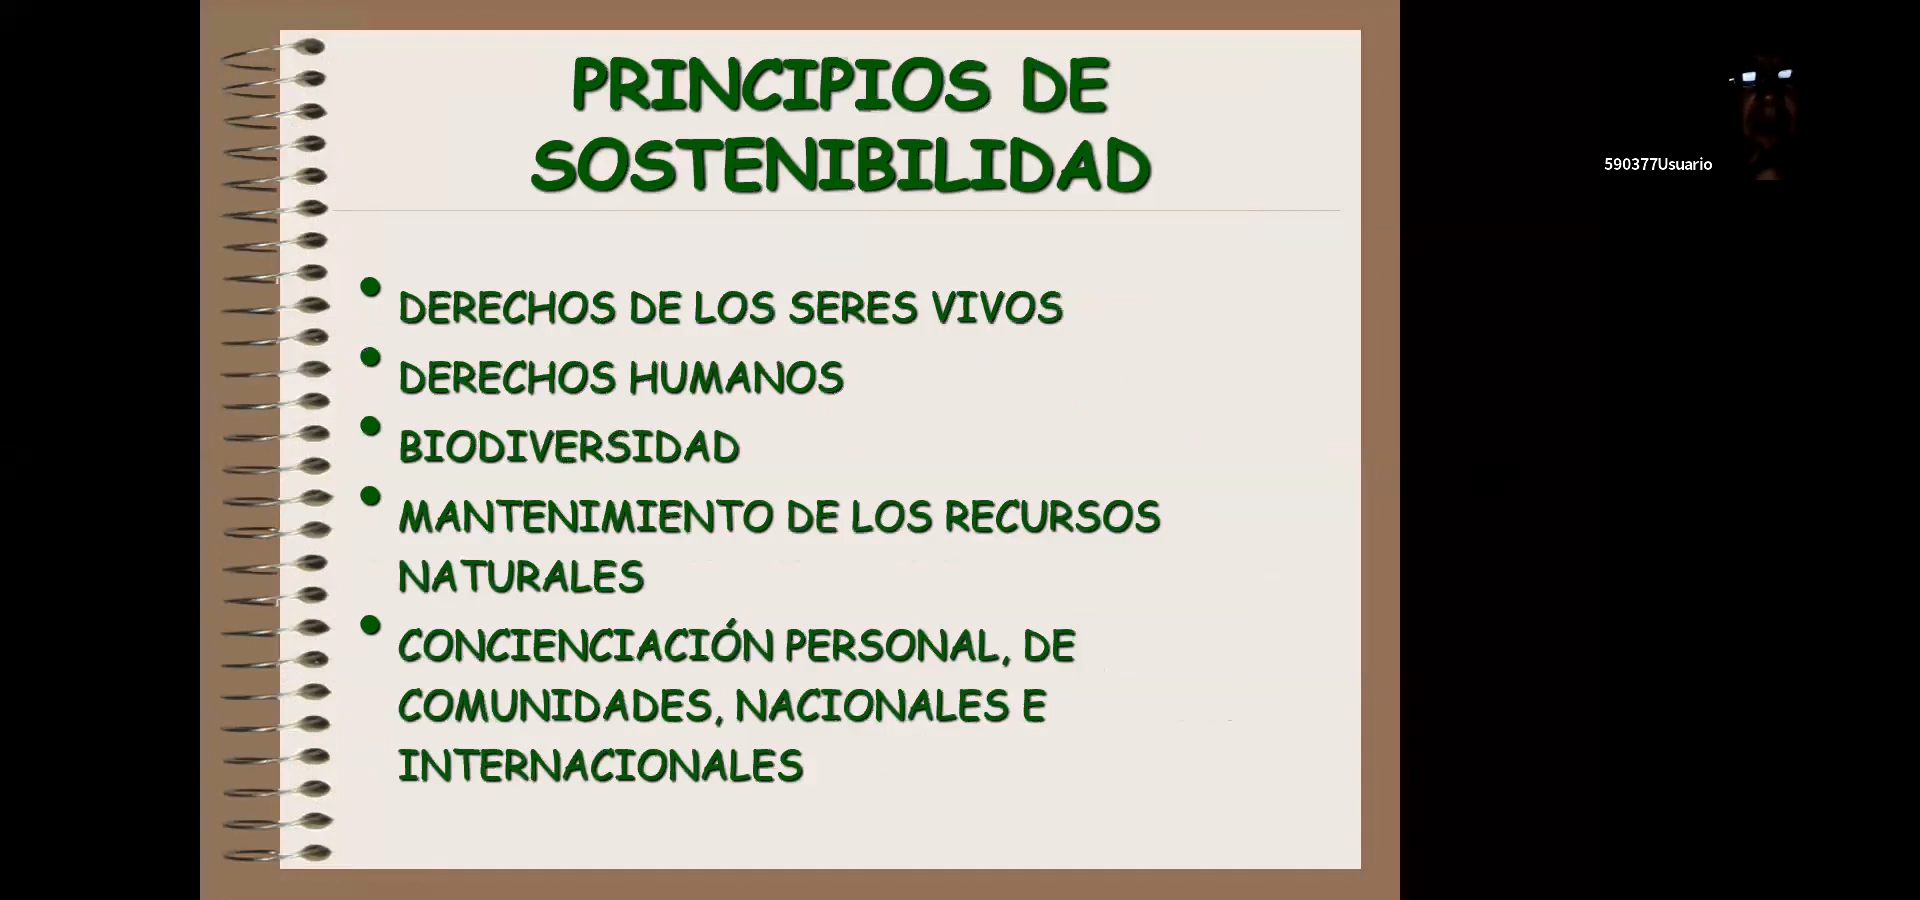 PRINCIPIOS DE
SOSTENIBILIDAD
• DERECHOS DE LOS SERES VIVOS
• DERECHOS HUMANOS
• BIODIVERSIDAD
• MANTENIMIENTO DE LOS RECURSOS
NATURALES
• CONCIENCIACIÓN PERSONAL, DE
COMUNIDADES, NACIONALES E
INTERNACIONALES
590377Usuario